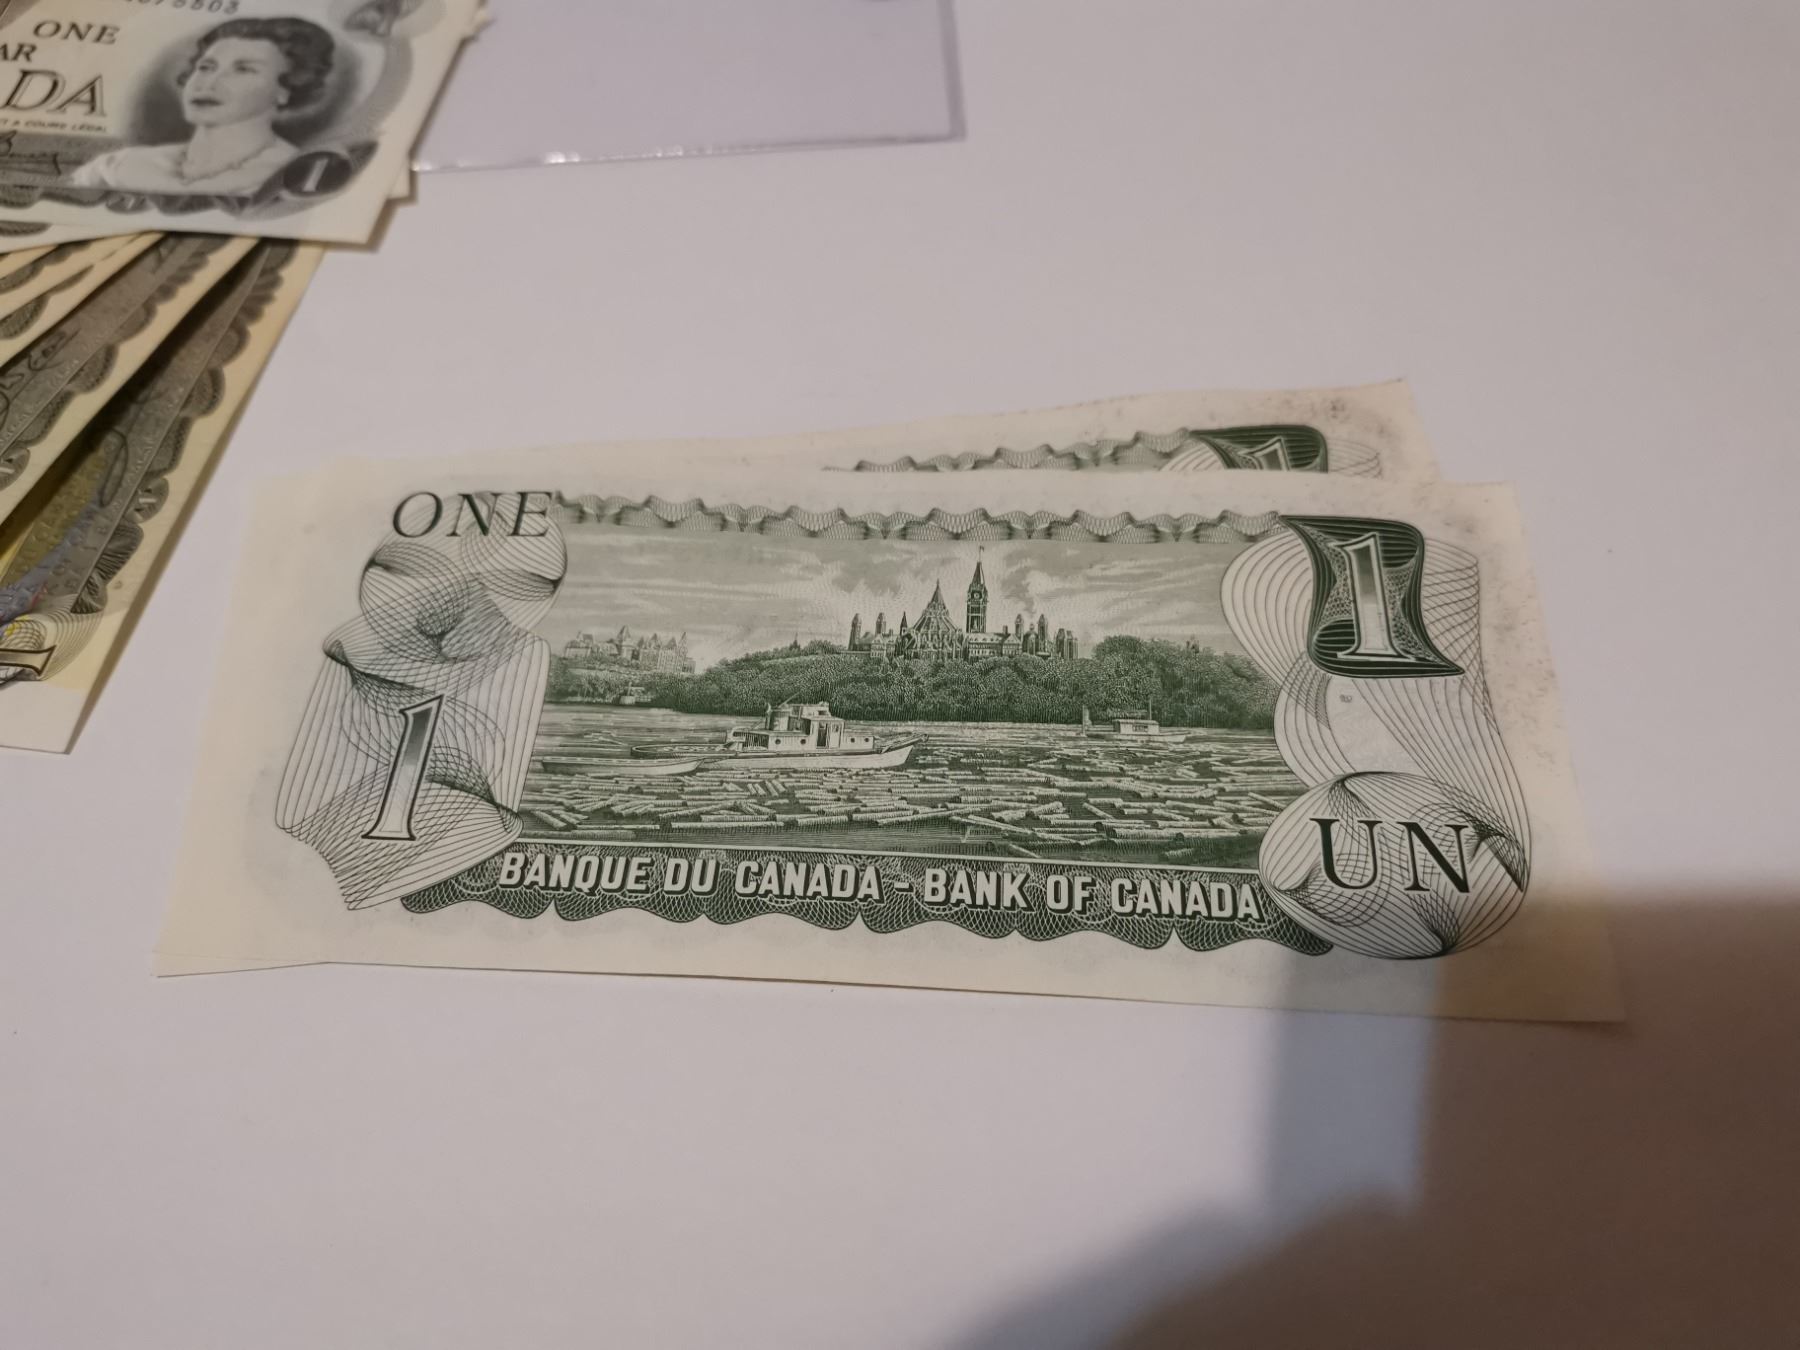 ONE
DA
1
ONE
1
1
UN
BANQUE DU CANADA - BANK OF CANADA